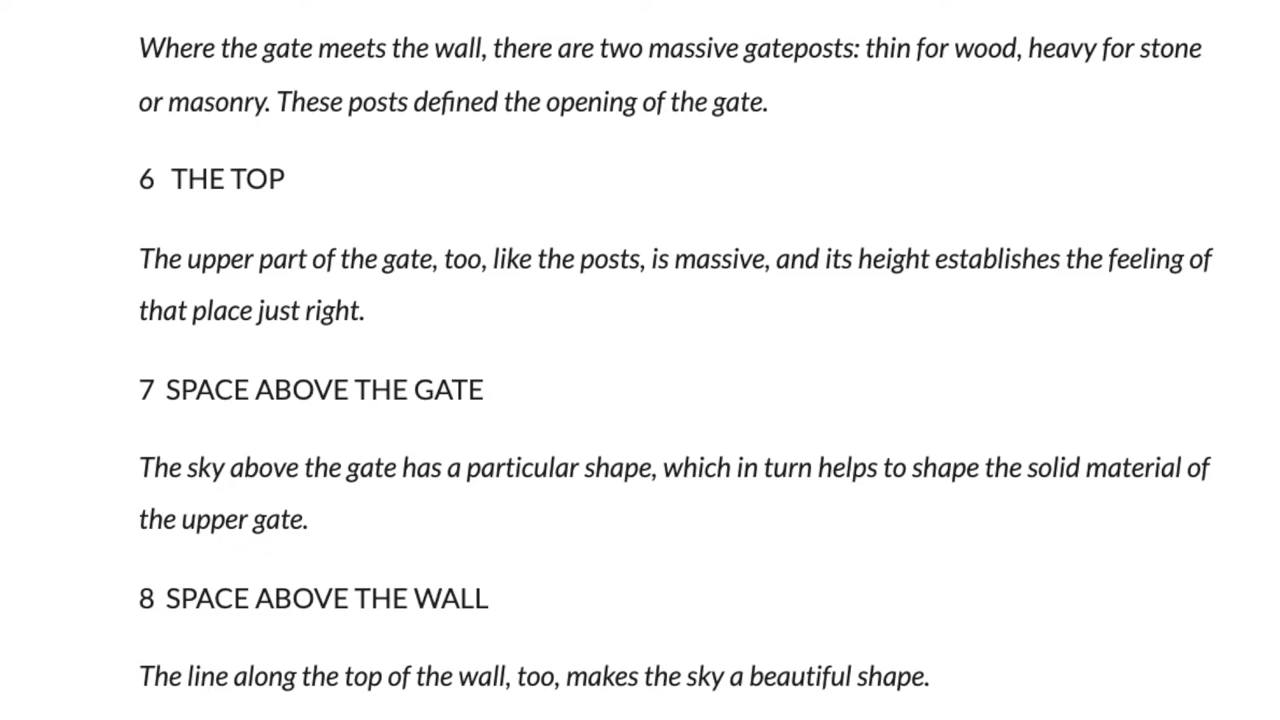 Where the gate meets the wall, there are two massive gateposts: thin for wood, heavy for stone
or masonry. These posts defined the opening of the gate.
6 THE TOP
The upper part of the gate, too, like the posts, is massive, and its height establishes the feeling of
that place just right.
7 SPACE ABOVE THE GATE
The sky above the gate has a particular shape, which in turn helps to shape the solid material of
the upper gate.
8 SPACE ABOVE THE WALL
The line along the top of the wall, too, makes the sky a beautiful shape.